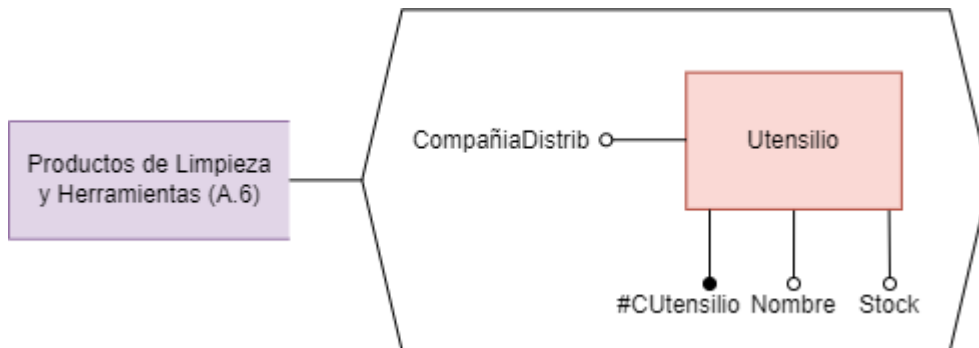 Productos de Limpieza
y Herramientas (A.6)
CompañiaDistrib
Utensilio
#CUtensilio
Nombre
Stock